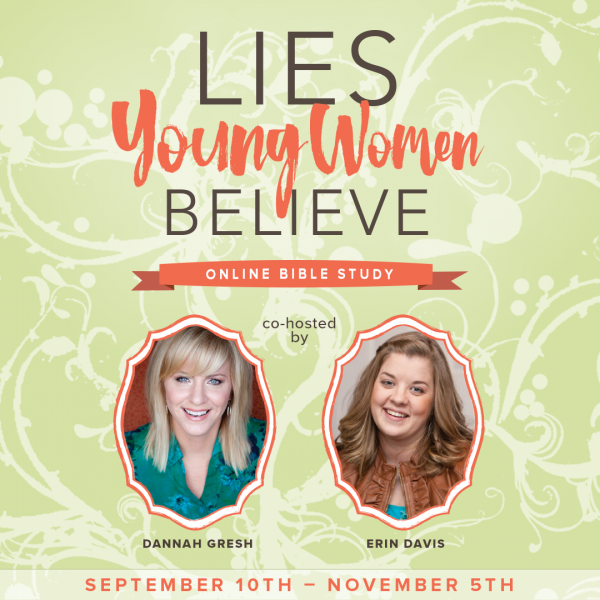 LIES
Young Women
BELIEVE
ONLINE BIBLE STUDY
co-hosted
by
DANNAH GRESH
ERIN DAVIS
SEPTEMBER 10TH – NOVEMBER 5TH